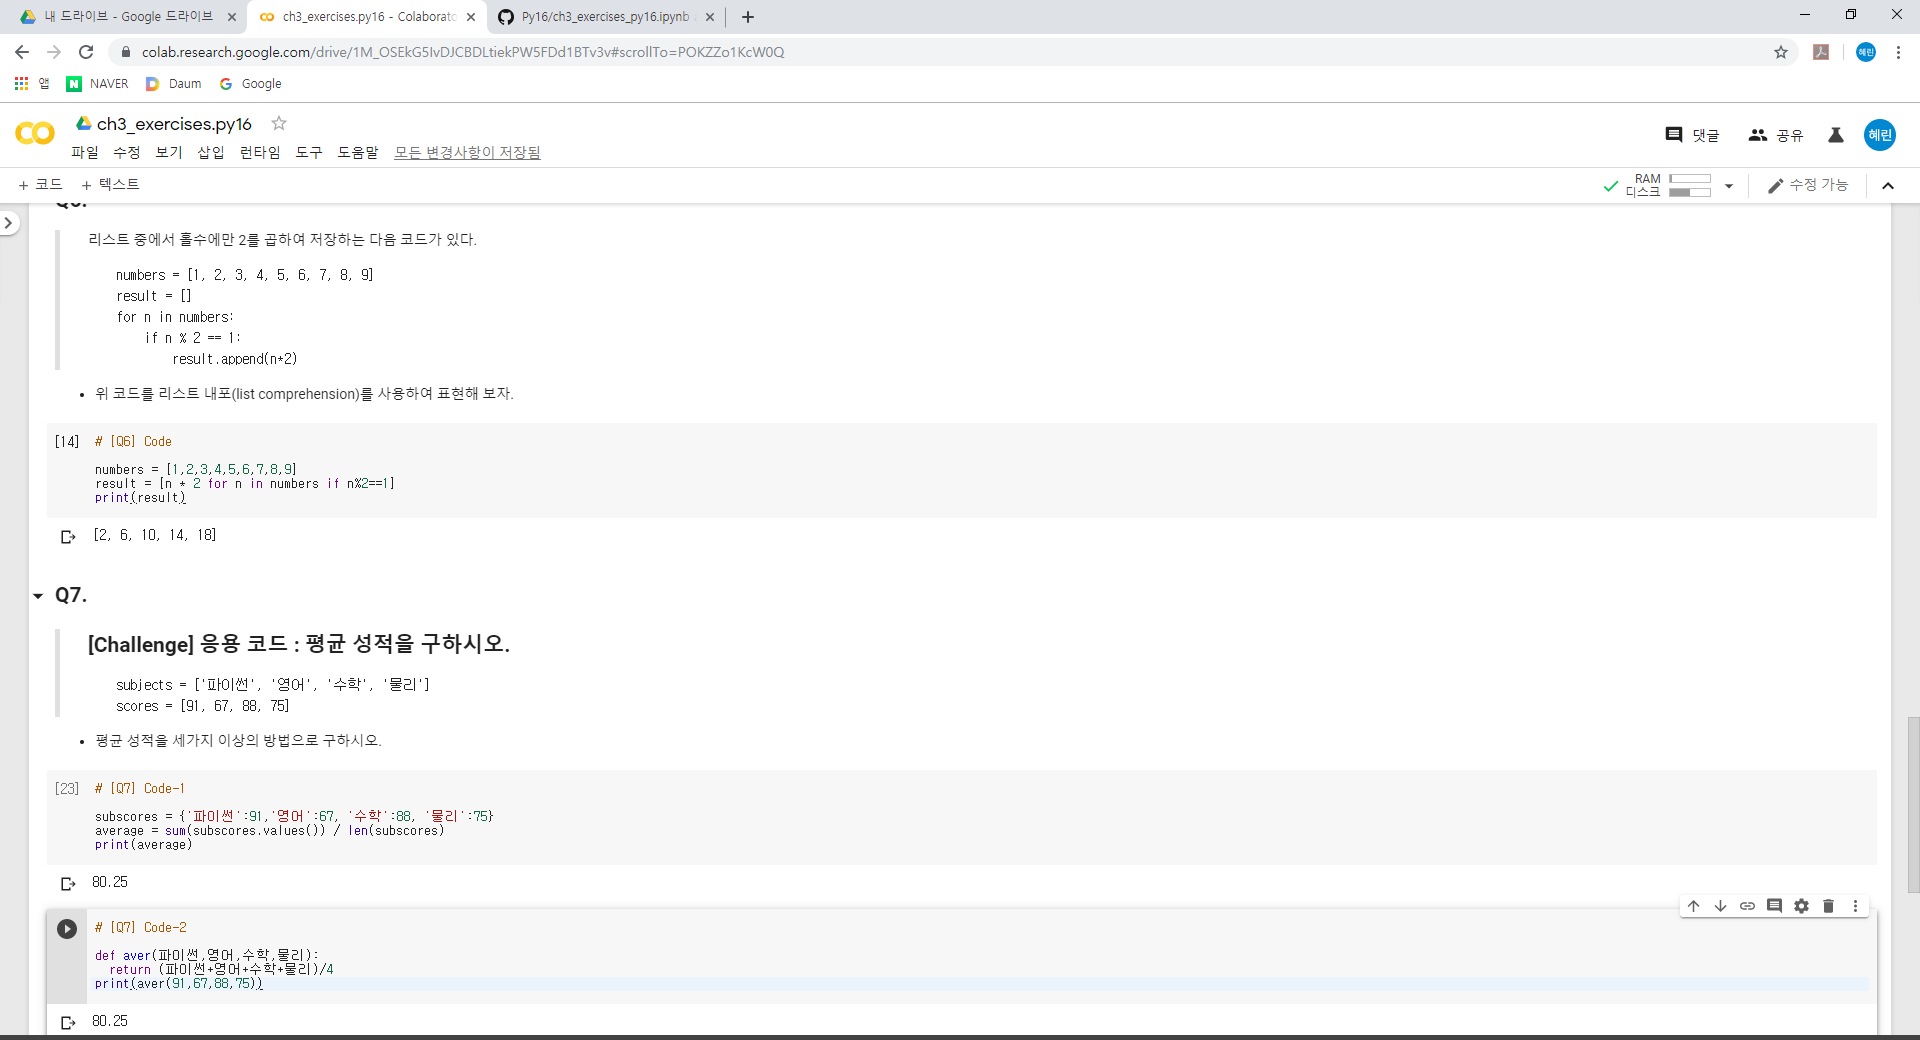 내 드라이브 - Google 드라이브
ch3_exercises.py16 - Colaborato
Py16/ch3_exercises_py16.ipynb
colab.research.google.com/drive/1M_OSEkG5IvDJCBDLtiekPW5FDd1BTv3v#scrollTo=POKZZo1KcW0Q
혜린
앱 NAVER Daum Google
ch3_exercises.py16
파일 수정 보기 삽입 런타임 도구 도움말 모든 변경사항이 저장됨
댓글 공유 혜린
+ 코드 + 텍스트
RAM
디스크
수정 가능
리스트 중에서 홀수에만 2를 곱하여 저장하는 다음 코드가 있다.
numbers = [1, 2, 3, 4, 5, 6, 7, 8, 9]
result = []
for n in numbers:
    if n % 2 == 1:
        result.append(n*2)
• 위 코드를 리스트 내포(list comprehension)를 사용하여 표현해 보자.
[14] # [Q6] Code
numbers = [1,2,3,4,5,6,7,8,9]
result = [n * 2 for n in numbers if n%2==1]
print(result)
[2, 6, 10, 14, 18]
Q7.
[Challenge] 응용 코드 : 평균 성적을 구하시오.
subjects = ['파이썬', '영어', '수학', '물리']
scores = [91, 67, 88, 75]
• 평균 성적을 세가지 이상의 방법으로 구하시오.
[23] # [Q7] Code-1
subscores = {'파이썬':91,'영어':67, '수학':88, '물리':75}
average = sum(subscores.values()) / len(subscores)
print(average)
80.25
# [Q7] Code-2
def aver(파이썬,영어,수학,물리):
  return (파이썬+영어+수학+물리)/4
print(aver(91,67,88,75))
80.25